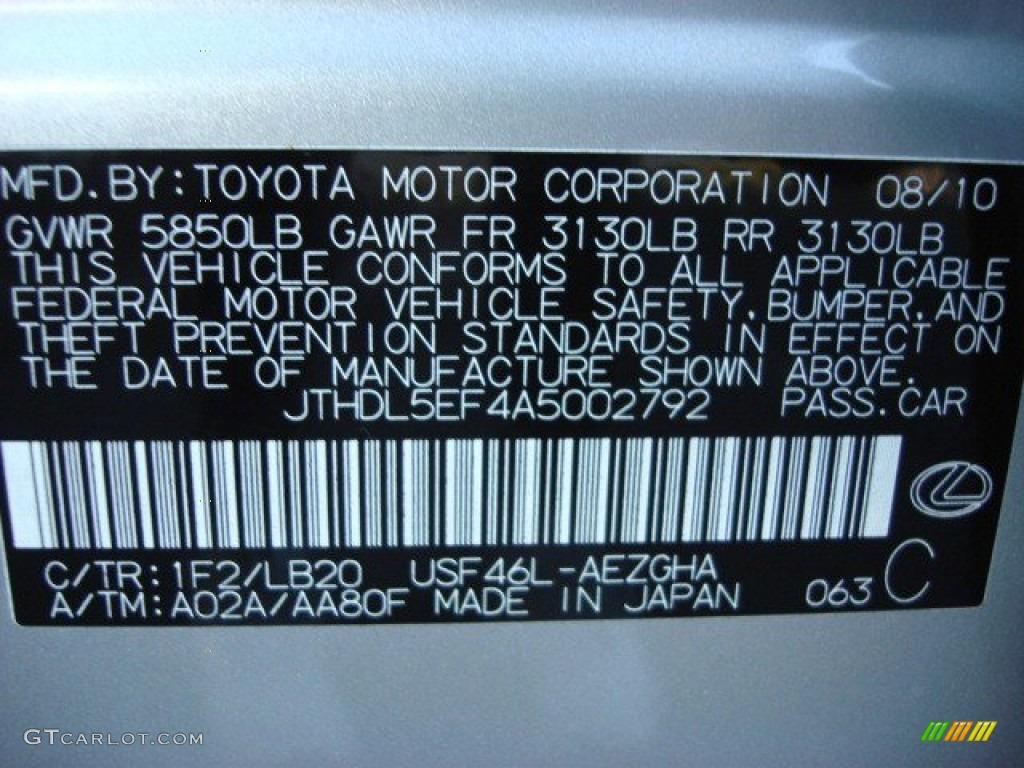 MFD. BY: TOYOTA MOTOR CORPORATION 08/10
GVWR 5850LB GAWR FR 3130LB RR 3130LB
THIS VEHICLE CONFORMS TO ALL APPLICABLE
FEDERAL MOTOR VEHICLE SAFETY, BUMPER, AND
THEFT PREVENTION STANDARDS IN EFFECT ON
THE DATE OF MANUFACTURE SHOWN ABOVE.
JTHDL5EF4A5002792 PASS. CAR
C/TR: 1F2/LB20 USF46L-AEZGHA
A/TM: A02A/AA80F MADE IN JAPAN 063 C
GTCARLOT.COM